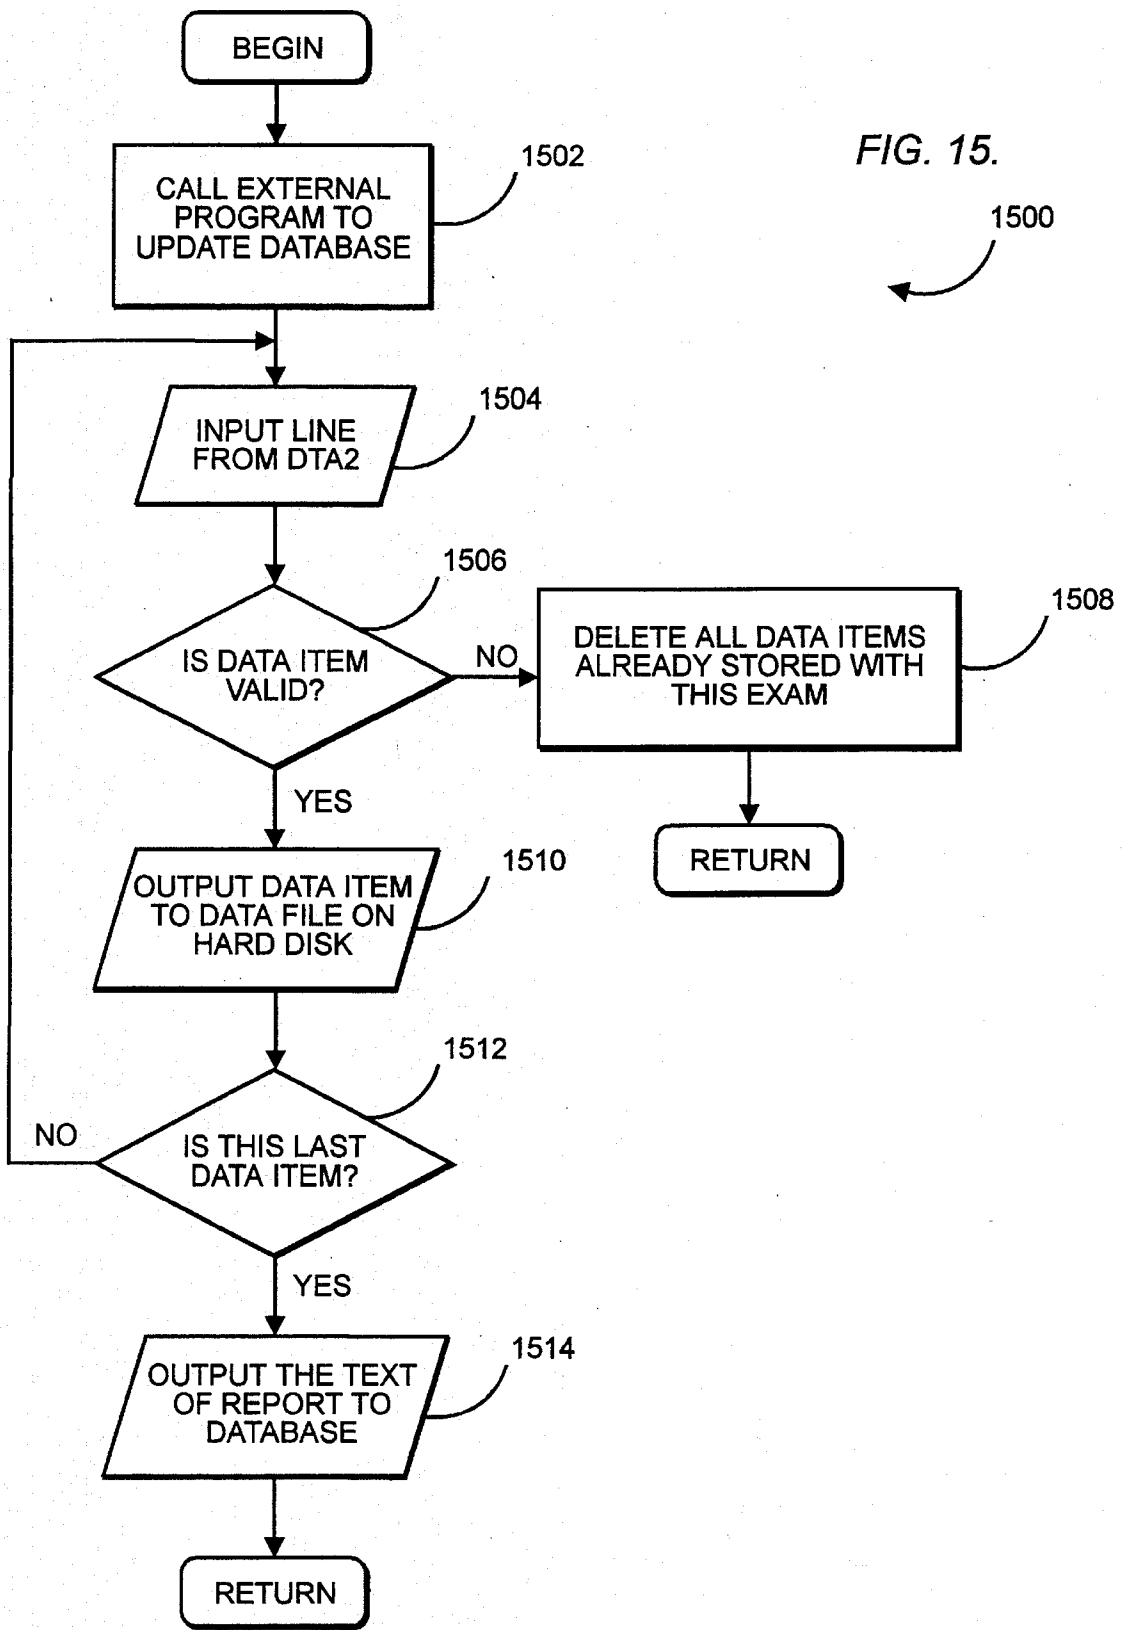 BEGIN
FIG. 15.
1500
1502
CALL EXTERNAL
PROGRAM TO
UPDATE DATABASE
1504
INPUT LINE
FROM DTA2
1506
IS DATA ITEM
VALID?
NO
1508
DELETE ALL DATA ITEMS
ALREADY STORED WITH
THIS EXAM
RETURN
YES
1510
OUTPUT DATA ITEM
TO DATA FILE ON
HARD DISK
1512
IS THIS LAST
DATA ITEM?
NO
YES
1514
OUTPUT THE TEXT
OF REPORT TO
DATABASE
RETURN